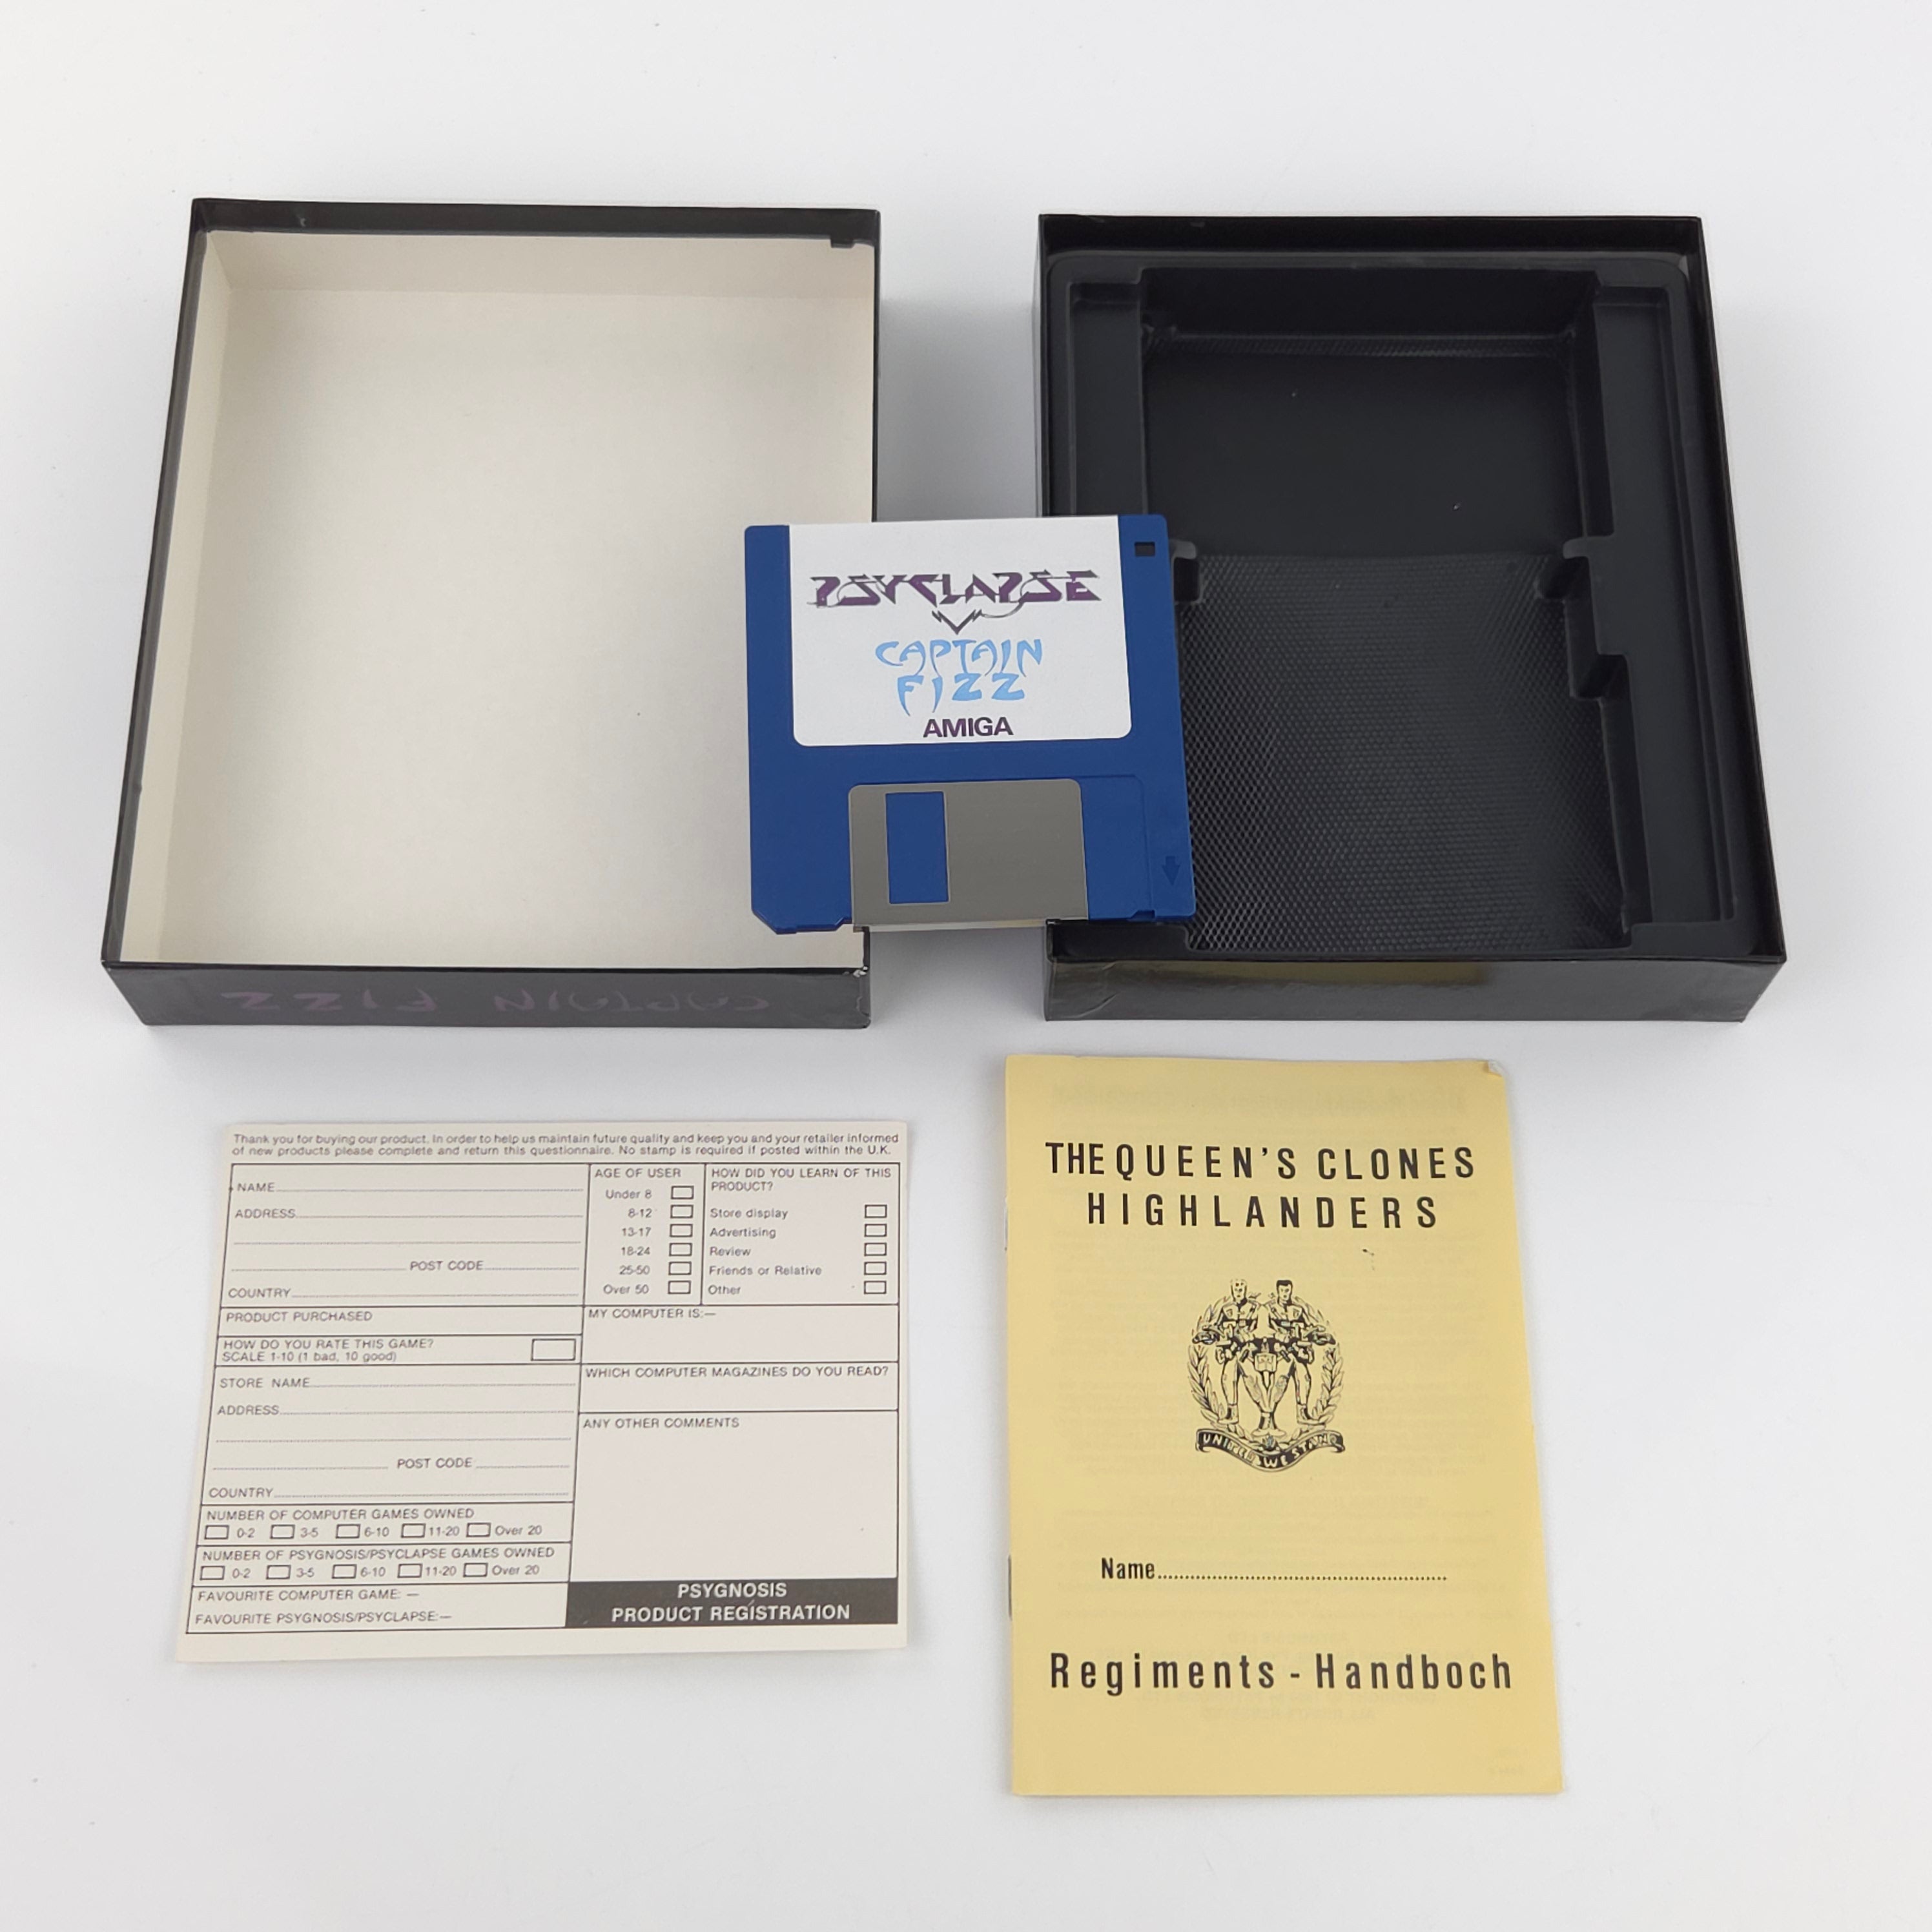 PSYCLAPSE
CAPTAIN
FIZZ
AMIGA
CAPTAIN FIZZ
Thank you for buying our product. In order to help us maintain future quality and keep you and your retailer informed
of new products please complete and return this questionnaire. No stamp is required if posted within the U.K.
NAME
ADDRESS
POST CODE
COUNTRY
PRODUCT PURCHASED
HOW DO YOU RATE THIS GAME?
SCALE 1-10 (1 bad, 10 good)
STORE NAME
ADDRESS
POST CODE
COUNTRY
NUMBER OF COMPUTER GAMES OWNED
0-2 3-5 6-10 11-20 Over 20
NUMBER OF PSYGNOSIS/PSYCLAPSE GAMES OWNED
0-2 3-5 6-10 11-20 Over 20
FAVOURITE COMPUTER GAME: —
FAVOURITE PSYGNOSIS/PSYCLAPSE:—
AGE OF USER
Under 8
8-12
13-17
18-24
25-50
Over 50
HOW DID YOU LEARN OF THIS
PRODUCT?
Store display
Advertising
Review
Friends or Relative
Other
MY COMPUTER IS:—
WHICH COMPUTER MAGAZINES DO YOU READ?
ANY OTHER COMMENTS
PSYGNOSIS
PRODUCT REGISTRATION
THE QUEEN'S CLONES
HIGHLANDERS
WE STAND
Name
Regiments - Handboch